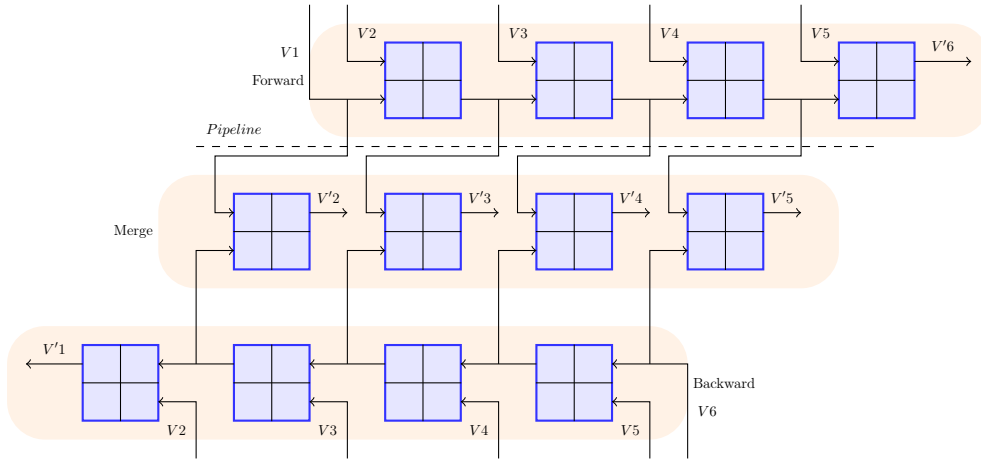 V2
V3
V4
V5
V′6
V1
Forward
Pipeline
V′2
V′3
V′4
V′5
Merge
V′1
Backward
V6
V2
V3
V4
V5